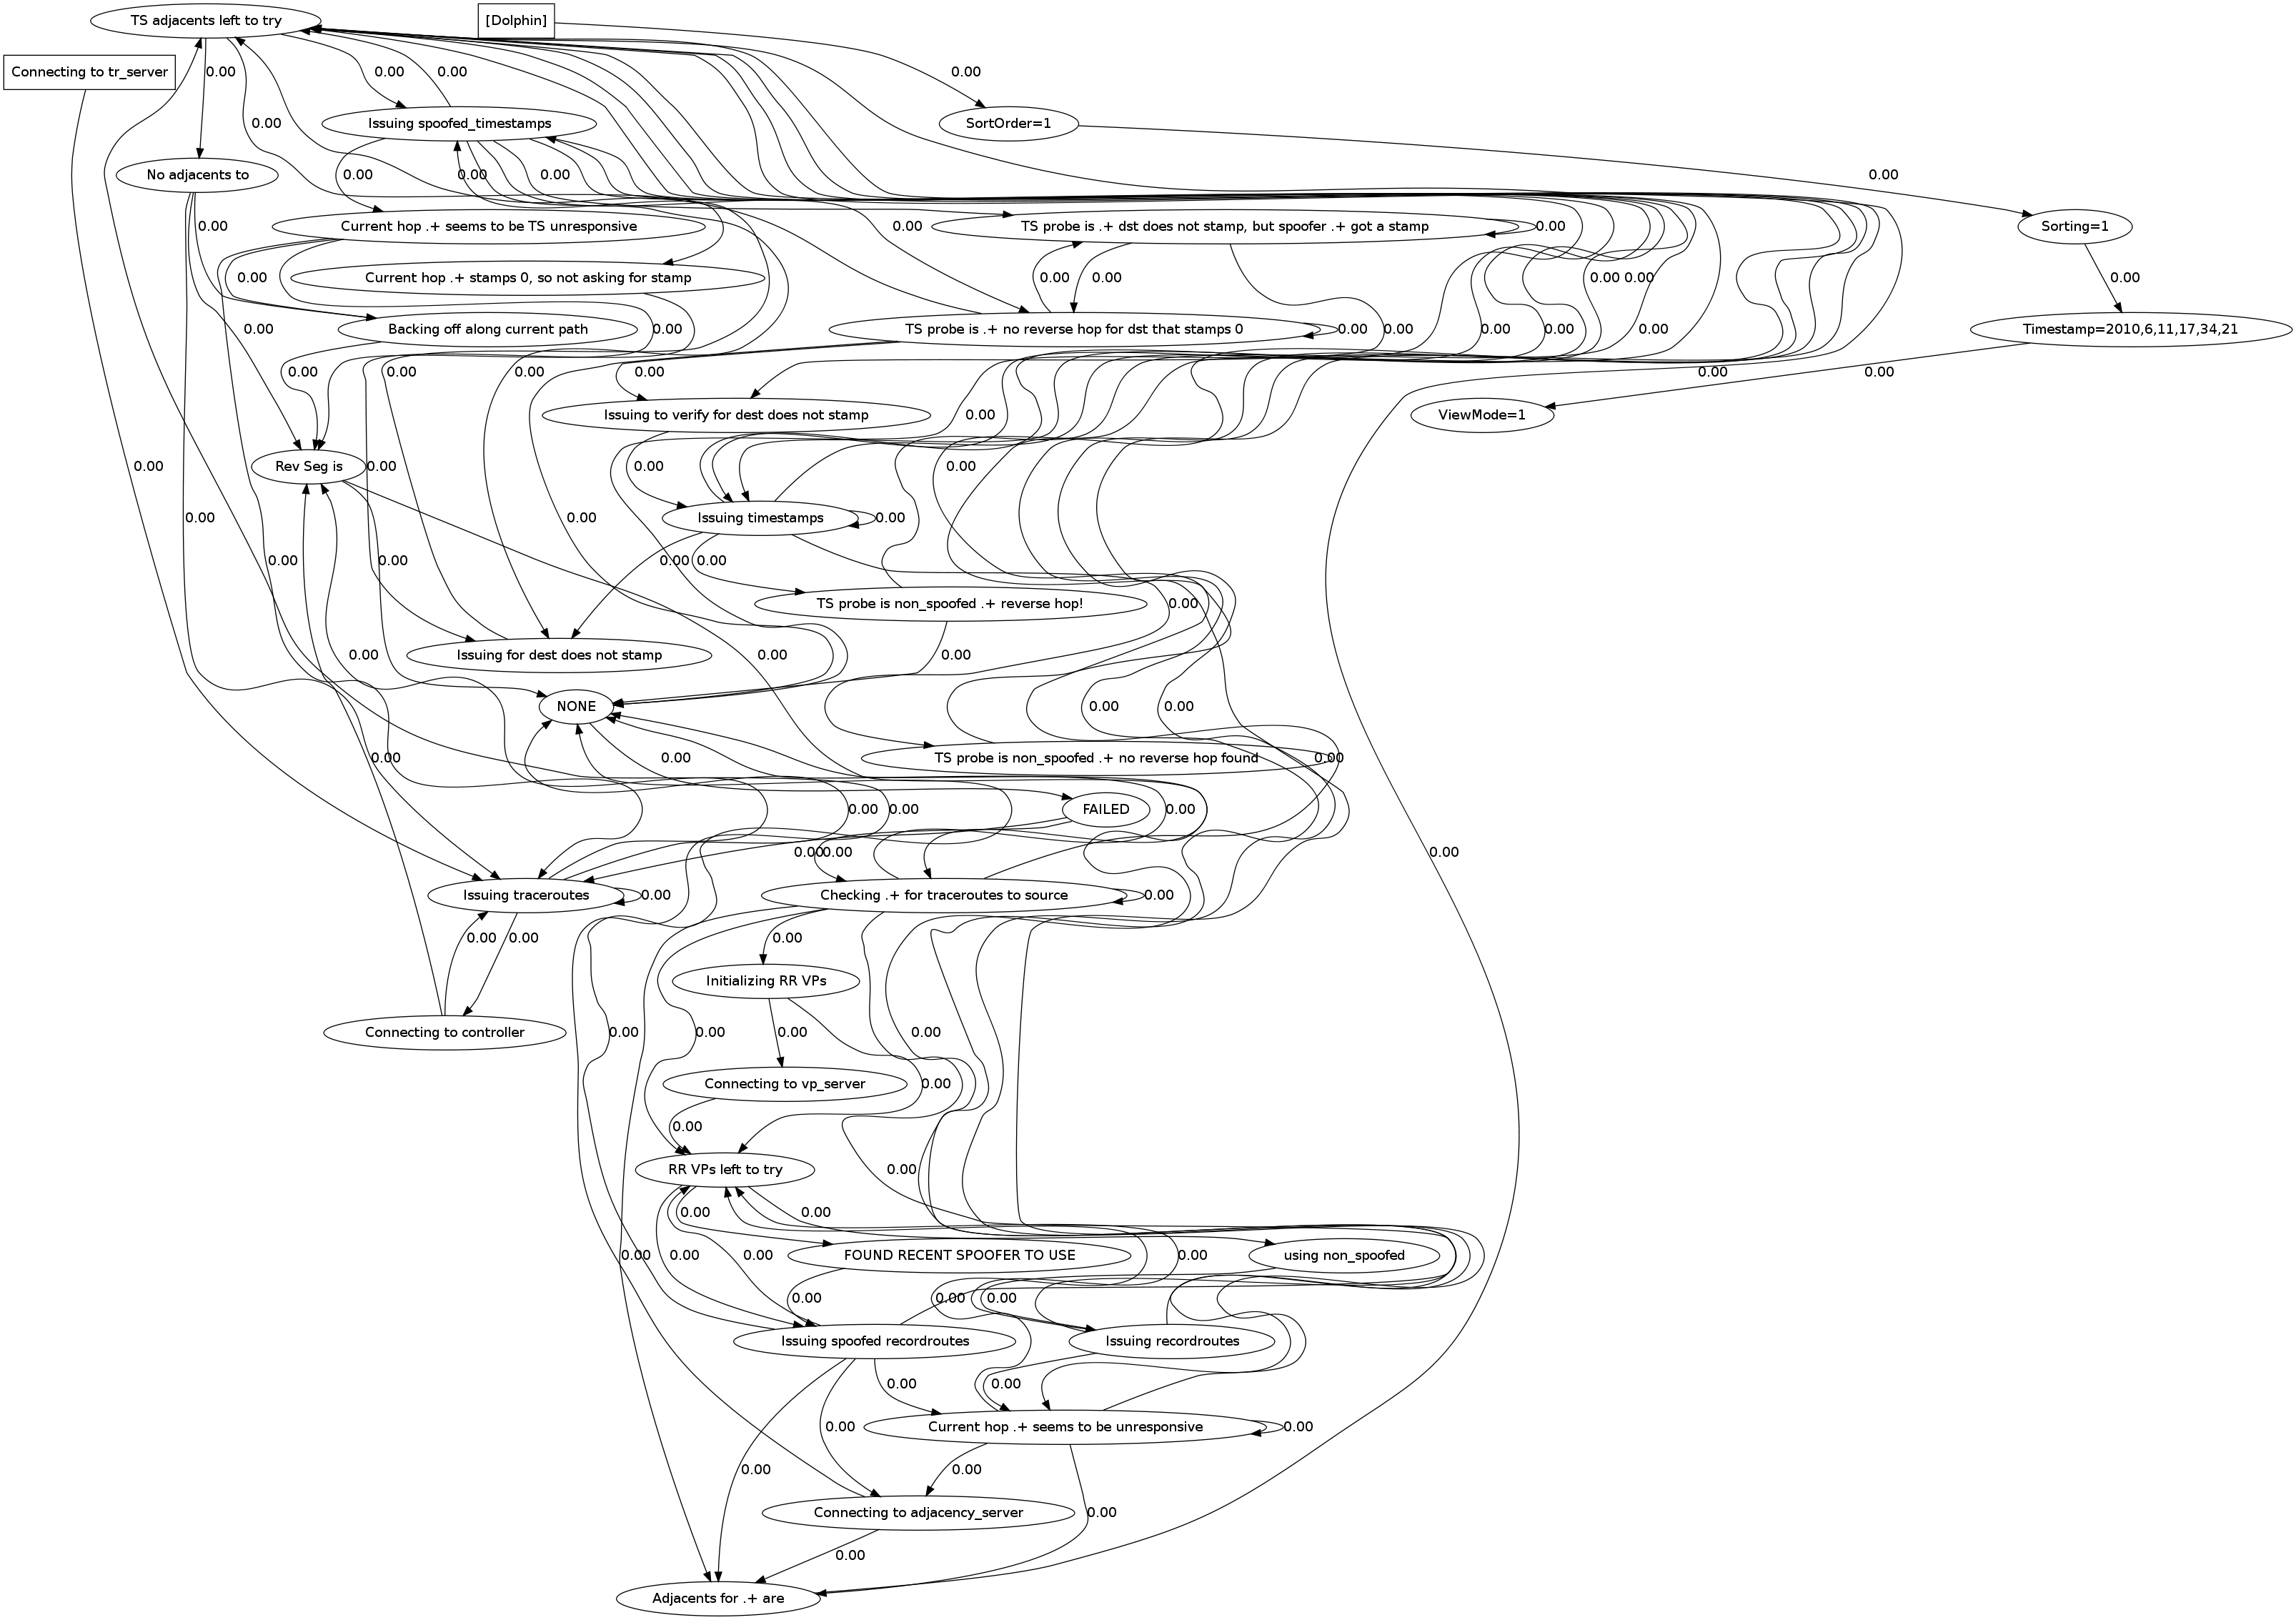 TS adjacents left to try
[Dolphin]
Connecting to tr_server
0.00
0.00
0.00
0.00
0.00
Issuing spoofed_timestamps
SortOrder=1
No adjacents to
0.00
0.00
0.00
0.00
0.00
Current hop .+ seems to be TS unresponsive
0.00
TS probe is .+ dst does not stamp, but spoofer .+ got a stamp
0.00
Sorting=1
Current hop .+ stamps 0, so not asking for stamp
0.00
0.00
0.00
0.00
0.00
0.00
Backing off along current path
0.00
0.00
TS probe is .+ no reverse hop for dst that stamps 0
0.00
0.00
0.00
0.00
0.00
Timestamp=2010,6,11,17,34,21
0.00
0.00
0.00
0.00
0.00
0.00
Issuing to verify for dest does not stamp
0.00
ViewMode=1
0.00
Rev Seg is
0.00
0.00
0.00
0.00
0.00
Issuing timestamps
0.00
0.00
0.00
0.00
0.00
TS probe is non_spoofed .+ reverse hop!
0.00
Issuing for dest does not stamp
0.00
0.00
0.00
NONE
0.00
0.00
0.00
0.00
TS probe is non_spoofed .+ no reverse hop found
0.00
0.00
0.00
FAILED
0.00
0.00
0.00
0.00
Issuing traceroutes
0.00
Checking .+ for traceroutes to source
0.00
0.00
0.00
0.00
Initializing RR VPs
Connecting to controller
0.00
0.00
0.00
0.00
Connecting to vp_server
0.00
0.00
RR VPs left to try
0.00
0.00
0.00
0.00
0.00
0.00
FOUND RECENT SPOOFER TO USE
0.00
using non_spoofed
0.00
0.00
0.00
Issuing spoofed recordroutes
Issuing recordroutes
0.00
0.00
0.00
Current hop .+ seems to be unresponsive
0.00
0.00
0.00
Connecting to adjacency_server
0.00
0.00
Adjacents for .+ are